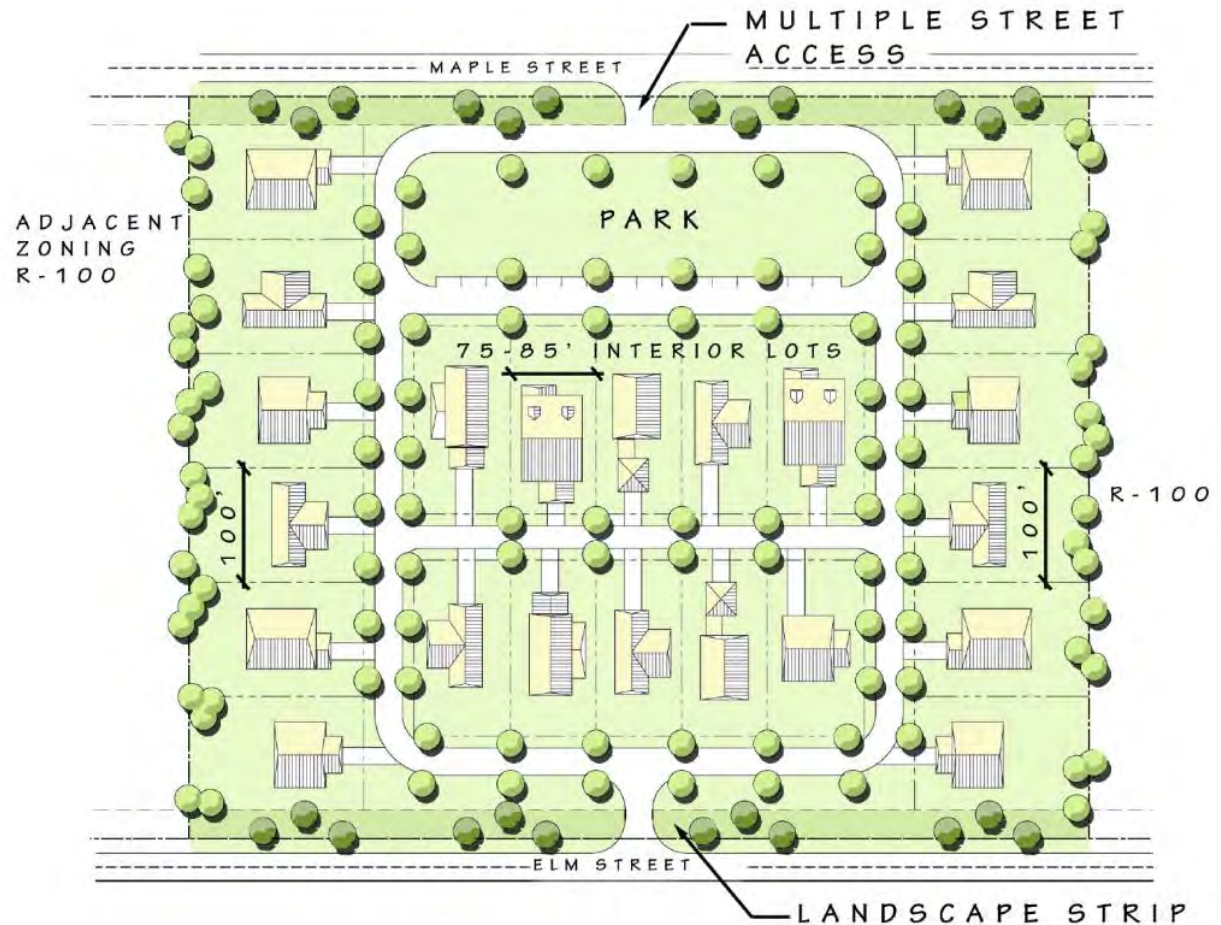 MULTIPLE STREET
ACCESS
MAPLE STREET
PARK
ADJACENT
ZONING
R-100
75-85' INTERIOR LOTS
100'
100'
R-100
ELM STREET
LANDSCAPE STRIP